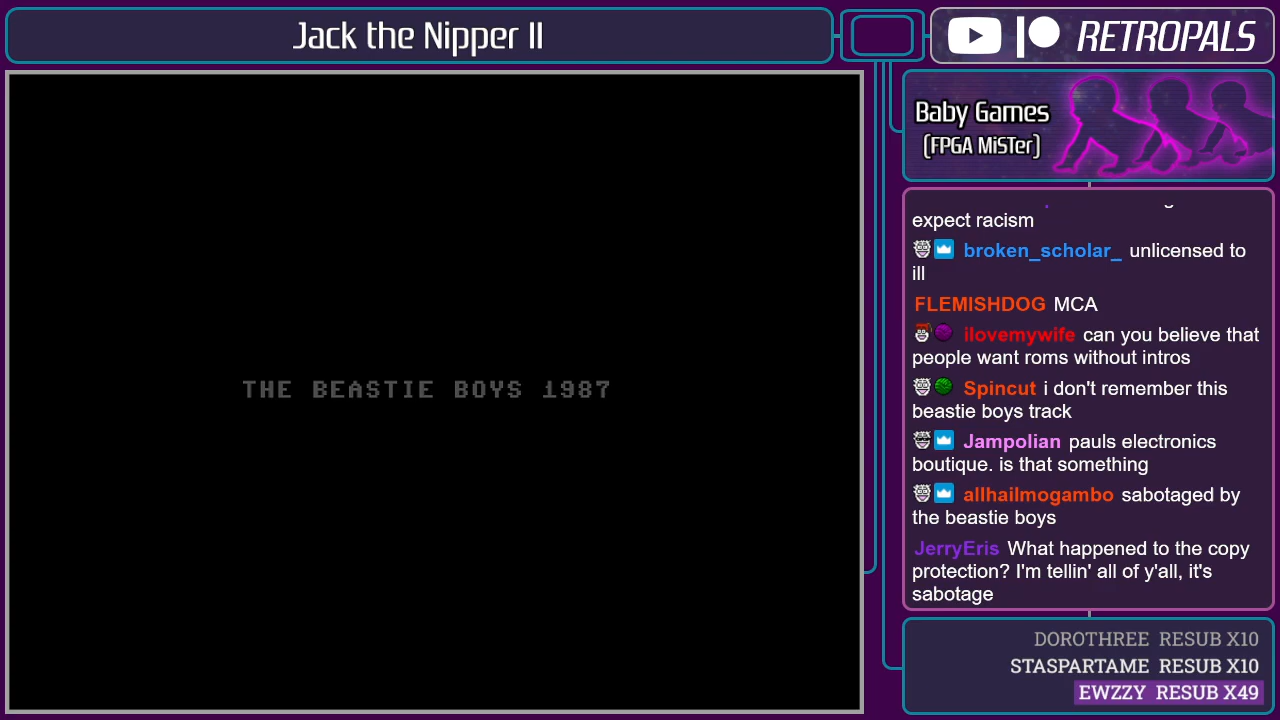 Jack the Nipper II
RETROPALS
Baby Games
(FPGA MiSTer)
expect racism
broken_scholar_ unlicensed to
ill
FLEMISHDOG MCA
ilovemywife can you believe that
people want roms without intros
Spincut i don't remember this
beastie boys track
Jampolian pauls electronics
boutique. is that something
allhailmogambo sabotaged by
the beastie boys
JerryEris What happened to the copy
protection? I'm tellin' all of y'all, it's
sabotage
THE BEASTIE BOYS 1987
DOROTHREE RESUB X10
STASPARTAME RESUB X10
EWZZY RESUB X49